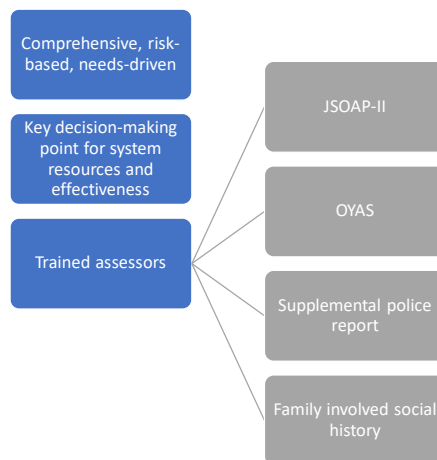 Comprehensive, risk-
based, needs-driven
Key decision-making
point for system
resources and
effectiveness
Trained assessors
JSOAP-II
OYAS
Supplemental police
report
Family involved social
history